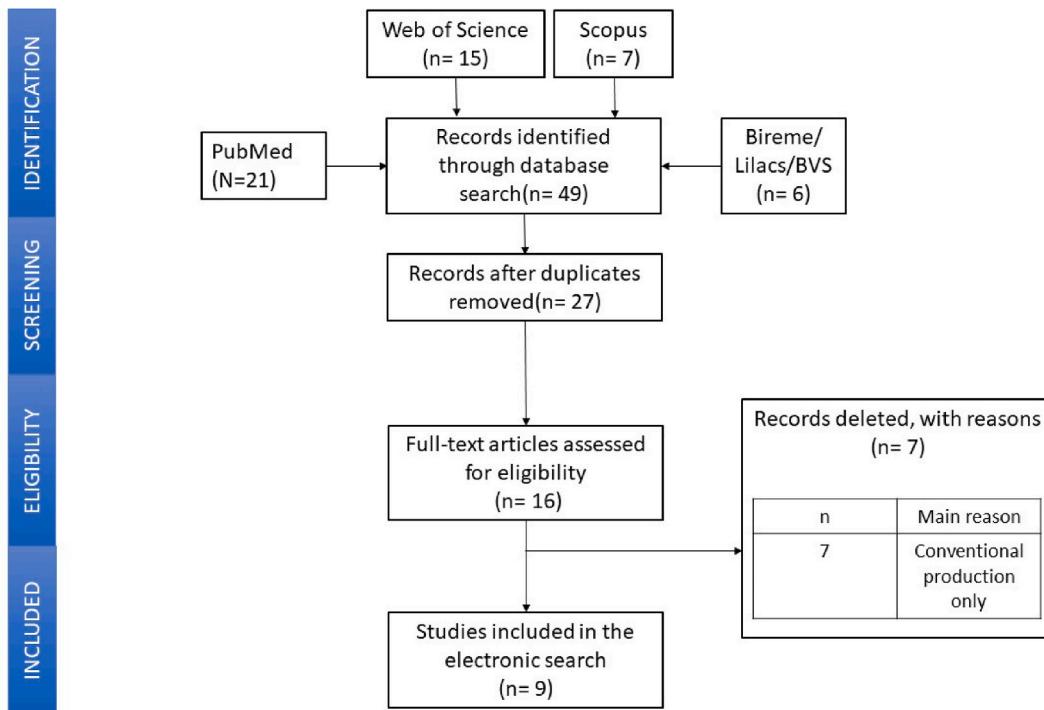 IDENTIFICATION
Web of Science
(n= 15)
Scopus
(n= 7)
PubMed
(N=21)
Records identified
through database
search(n= 49)
Bireme/
Lilacs/BVS
(n= 6)
SCREENING
Records after duplicates
removed(n= 27)
ELIGIBILITY
Full-text articles assessed
for eligibility
(n= 16)
Records deleted, with reasons
(n= 7)
n
Main reason
7
Conventional
production
only
INCLUDED
Studies included in the
electronic search
(n= 9)